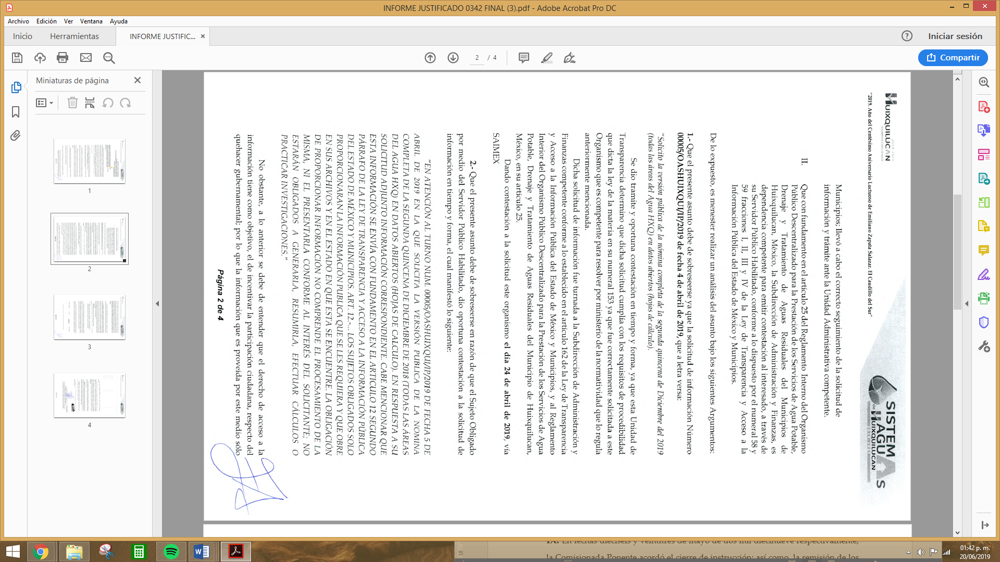 INFORME JUSTIFICADO 0342 FINAL (3).pdf - Adobe Acrobat Pro DC
Archivo Edición Ver Ventana Ayuda
Inicio Herramientas INFORME JUSTIFIC... Iniciar sesión
2 / 4 Compartir
Miniaturas de página
1
2
3
4
HUIXQUILUCAN
2019 - 2021
"2019. Año del Centésimo Aniversario Luctuoso de Emiliano Zapata Salazar. El Caudillo del Sur"
SISTEMA
de AGUAS
HUIXQUILUCAN
Municipios; llevó a cabo el correcto seguimiento de la solicitud de
información y trámite ante la Unidad Administrativa competente.
II. Que con fundamento en el artículo 25 del Reglamento Interno del Organismo
Público Descentralizado para la Prestación de los Servicios de Agua Potable,
Drenaje y Tratamiento de Aguas Residuales del Municipios de
Huixquilucan, México, la Subdirección de Administración y Finanzas, es
dependencia competente para emitir contestación al interesado, a través de
su Servidor Público Habilitado, conforme a lo dispuesto por el numeral 58 y
59 fracciones I, II, III y IV de la Ley de Transparencia y Acceso a la
Información Pública del Estado de México y Municipios.
De lo expuesto, es menester realizar un análisis del asunto bajo los siguientes Argumentos:
1.- Que el presente asunto debe de sobreseerse ya que la solicitud de información Número
00005/OASHUIXQUI/IP/2019 de fecha 4 de abril de 2019, que a letra versa:
"Solicito la versión pública de la nómina completa de la segunda quincena de Diciembre del 2019
(todas las áreas del Agua HXQ) en datos abiertos (hojas de cálculo).
Se dio tramite y oportuna contestación en tiempo y forma, ya que esta Unidad de
Transparencia determino que dicha solicitud cumplía con los requisitos de procedibilidad
que dicta la ley de la materia en su numeral 153 ya que fue correctamente solicitada a este
Organismo que es competente para resolver por ministerio de la normatividad que lo regula
anteriormente mencionada.
Dicha solicitud de información fue turnada a la Subdirección de Administración y
Finanzas competente conforme a lo establecido en el artículo 162 de la Ley de Transparencia
y Acceso a la Información Pública del Estado de México y Municipios, y al Reglamento
Interior del Organismo Público Descentralizado para la Prestación de los Servicios de Agua
Potable, Drenaje y Tratamiento de Aguas Residuales del Municipio de Huixquilucan,
México, en su artículo 25.
Dando contestación a la solicitud este organismo el día 24 de abril de 2019, vía
SAIMEX
2.- Que el presente asunto debe de sobreseerse en razón de que el Sujeto Obligado
por medio del Servidor Público Habilitado, dio oportuna contestación a la solicitud de
información en tiempo y forma, el cual manifestó lo siguiente:
"EN ATENCIÓN AL TURNO NUM. 00005/OASHUIXQUI/IP/2019 DE FECHA 5 DE
ABRIL DE 2019 EN LA QUE SOLICITA LA VERSIÓN PUBLICA DE LA NOMINA
COMPLETA DE LA SEGUNDA QUINCENA DE DICIEMBRE DE 2018 (TODAS LAS ÁREAS
DEL AGUA HXQ) EN DATOS ABIERTOS (HOJAS DE CALCULO). EN RESPUESTA A SU
SOLICITUD ADJUNTO INFORMACIÓN CORRESPONDIENTE. CABE MENCIONAR QUE
ESTA INFORMACIÓN SE ENVÍA CON FUNDAMENTO EN EL ARTICULO 12 SEGUNDO
PÁRRAFO DE LA LEY DE TRANSPARENCIA Y ACCESO A LA INFORMACIÓN PÚBLICA
DEL ESTADO DE MÉXICO Y MUNICIPIOS. ART. 12.-... LOS SUJETOS OBLIGADOS SOLO
PROPORCIONARAN LA INFORMACIÓN PUBLICA QUE SE LES REQUIERA Y QUE OBRE
EN SUS ARCHIVOS Y EN EL ESTADO EN QUE ESTA SE ENCUENTRE. LA OBLIGACIÓN
DE PROPORCIONAR INFORMACIÓN NO COMPRENDE EL PROCESAMIENTO DE LA
MISMA, NI EL PRESENTARLA CONFORME AL INTERÉS DEL SOLICITANTE; NO
ESTARÁN OBLIGADOS A GENERARLA, RESUMIRLA, EFECTUAR CÁLCULOS O
PRACTICAR INVESTIGACIONES."
No obstante, a lo anterior se debe de entender que el derecho de acceso a la
información tiene como objetivo, el de incentivar la participación ciudadana, respecto del
quehacer gubernamental; por lo que la información que es proveída por este medio sólo
Página 2 de 4
IX. En fechas dieciséis y veintitrés de mayo de dos mil diecinueve respectivamente,
la Comisionada Ponente acordó el cierre de instrucción; así como, la remisión de los
01:42 p. m.
20/06/2019